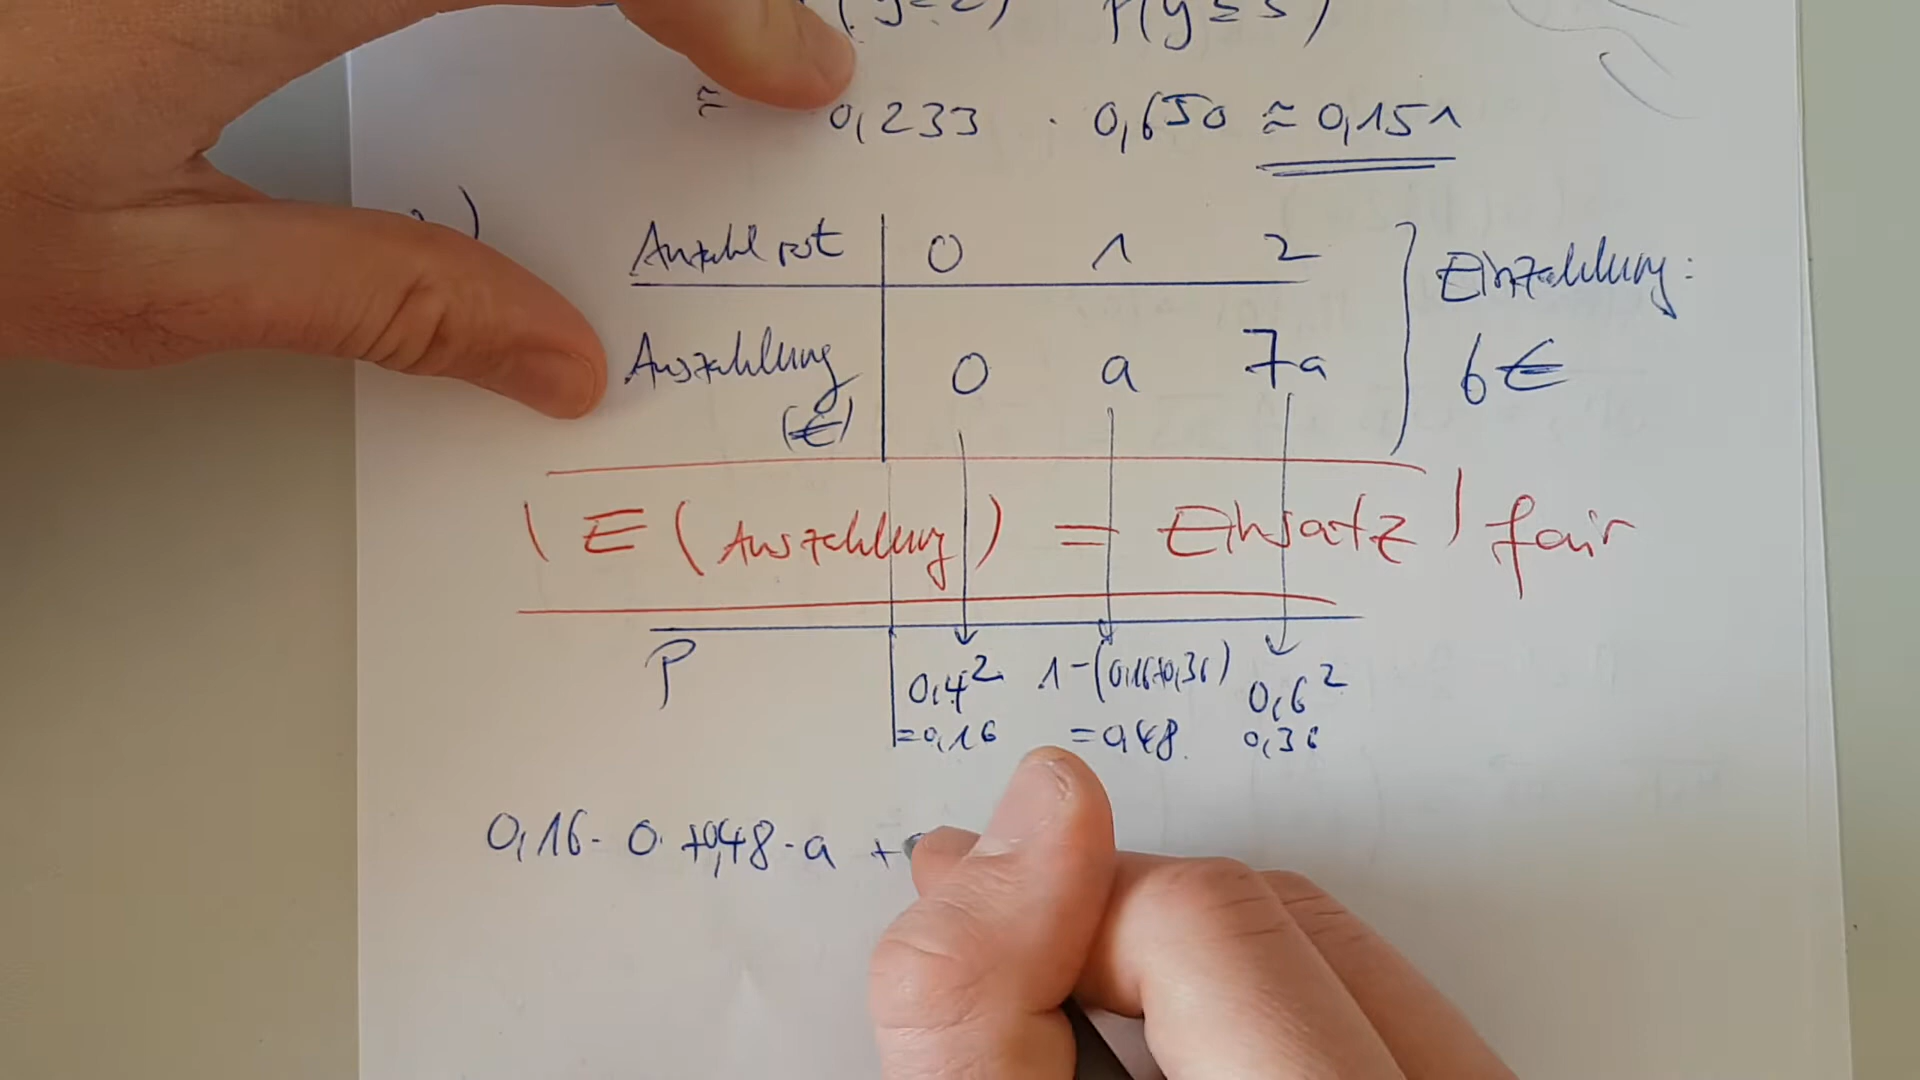 (y≤2) P(y≤3)
≈ 0,233 · 0,650 ≈ 0,151
)
Anzahl rot 0 1 2
Einzahlung:
Auszahlung 0 a 7a
6€
(€)
| E(Auszahlung) = Einsatz | fair
P 0,4² 1-(0,16+0,36) 0,6²
=0,16 =0,48 0,36
0,16·0+0,48·a +